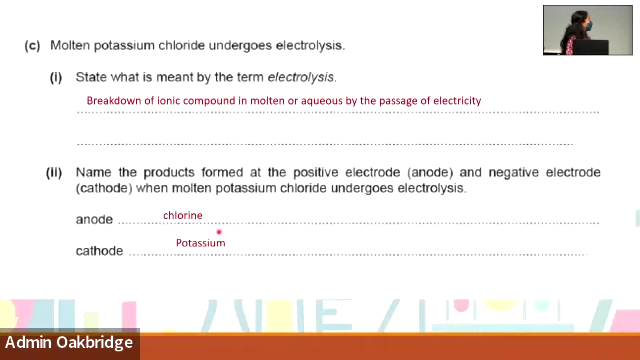 (c) Molten potassium chloride undergoes electrolysis.
(i) State what is meant by the term electrolysis.
Breakdown of ionic compound in molten or aqueous by the passage of electricity
(ii) Name the products formed at the positive electrode (anode) and negative electrode
(cathode) when molten potassium chloride undergoes electrolysis.
anode chlorine
cathode Potassium
Admin Oakbridge